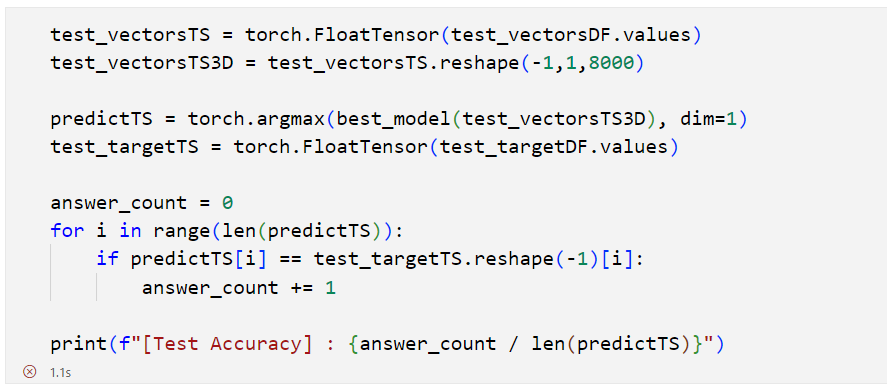 test_vectorsTS = torch.FloatTensor(test_vectorsDF.values)
test_vectorsTS3D = test_vectorsTS.reshape(-1,1,8000)

predictTS = torch.argmax(best_model(test_vectorsTS3D), dim=1)
test_targetTS = torch.FloatTensor(test_targetDF.values)

answer_count = 0
for i in range(len(predictTS)):
    if predictTS[i] == test_targetTS.reshape(-1)[i]:
        answer_count += 1

print(f"[Test Accuracy] : {answer_count / len(predictTS)}")
1.1s